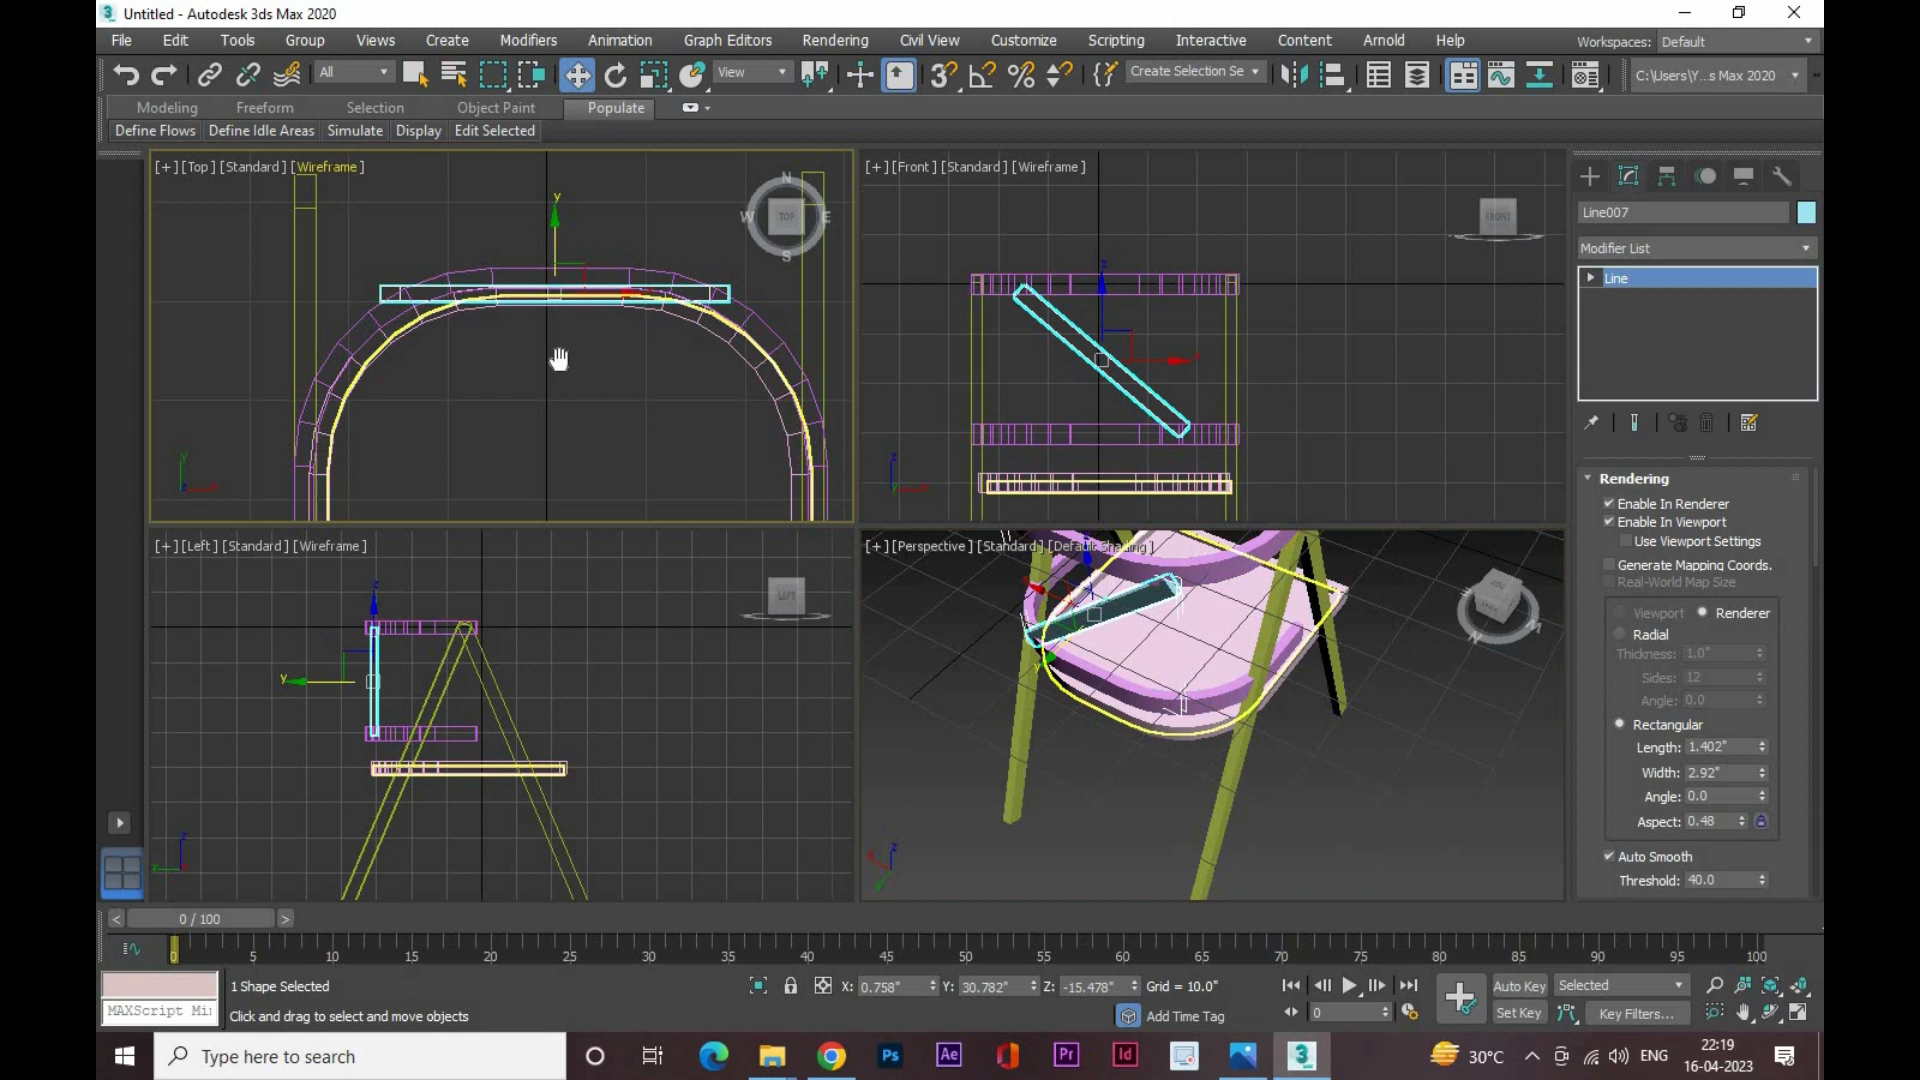 Untitled - Autodesk 3ds Max 2020
File Edit Tools Group Views Create Modifiers Animation Graph Editors Rendering Civil View Customize Scripting Interactive Content Arnold Help Workspaces: Default
All View Create Selection Se C:\Users\Y...s Max 2020
Modeling Freeform Selection Object Paint Populate
Define Flows Define Idle Areas Simulate Display Edit Selected
[+] [Top] [Standard] [Wireframe]
[+] [Front] [Standard] [Wireframe]
N
W TOP E
S
FRONT
y
z
Line007
Modifier List
Line
Rendering
Enable In Renderer
Enable In Viewport
Use Viewport Settings
Generate Mapping Coords.
Real-World Map Size
Viewport Renderer
Radial
Thickness: 1.0"
Sides: 12
Angle: 0.0
Rectangular
Length: 1.402"
Width: 2.92"
Angle: 0.0
Aspect: 0.48
Auto Smooth
Threshold: 40.0
[+] [Left] [Standard] [Wireframe]
[+] [Perspective] [Standard] [Default Shading]
LEFT
z
y
0 / 100
0 5 10 15 20 25 30 35 40 45 50 55 60 65 70 75 80 85 90 95 100
1 Shape Selected X: 0.758" Y: 30.782" Z: -15.478" Grid = 10.0" Auto Key Selected
MAXScript Mi Click and drag to select and move objects Add Time Tag 0 Set Key Key Filters...
Type here to search Ps Ae Pr Id 3 30°C ENG 22:19
16-04-2023